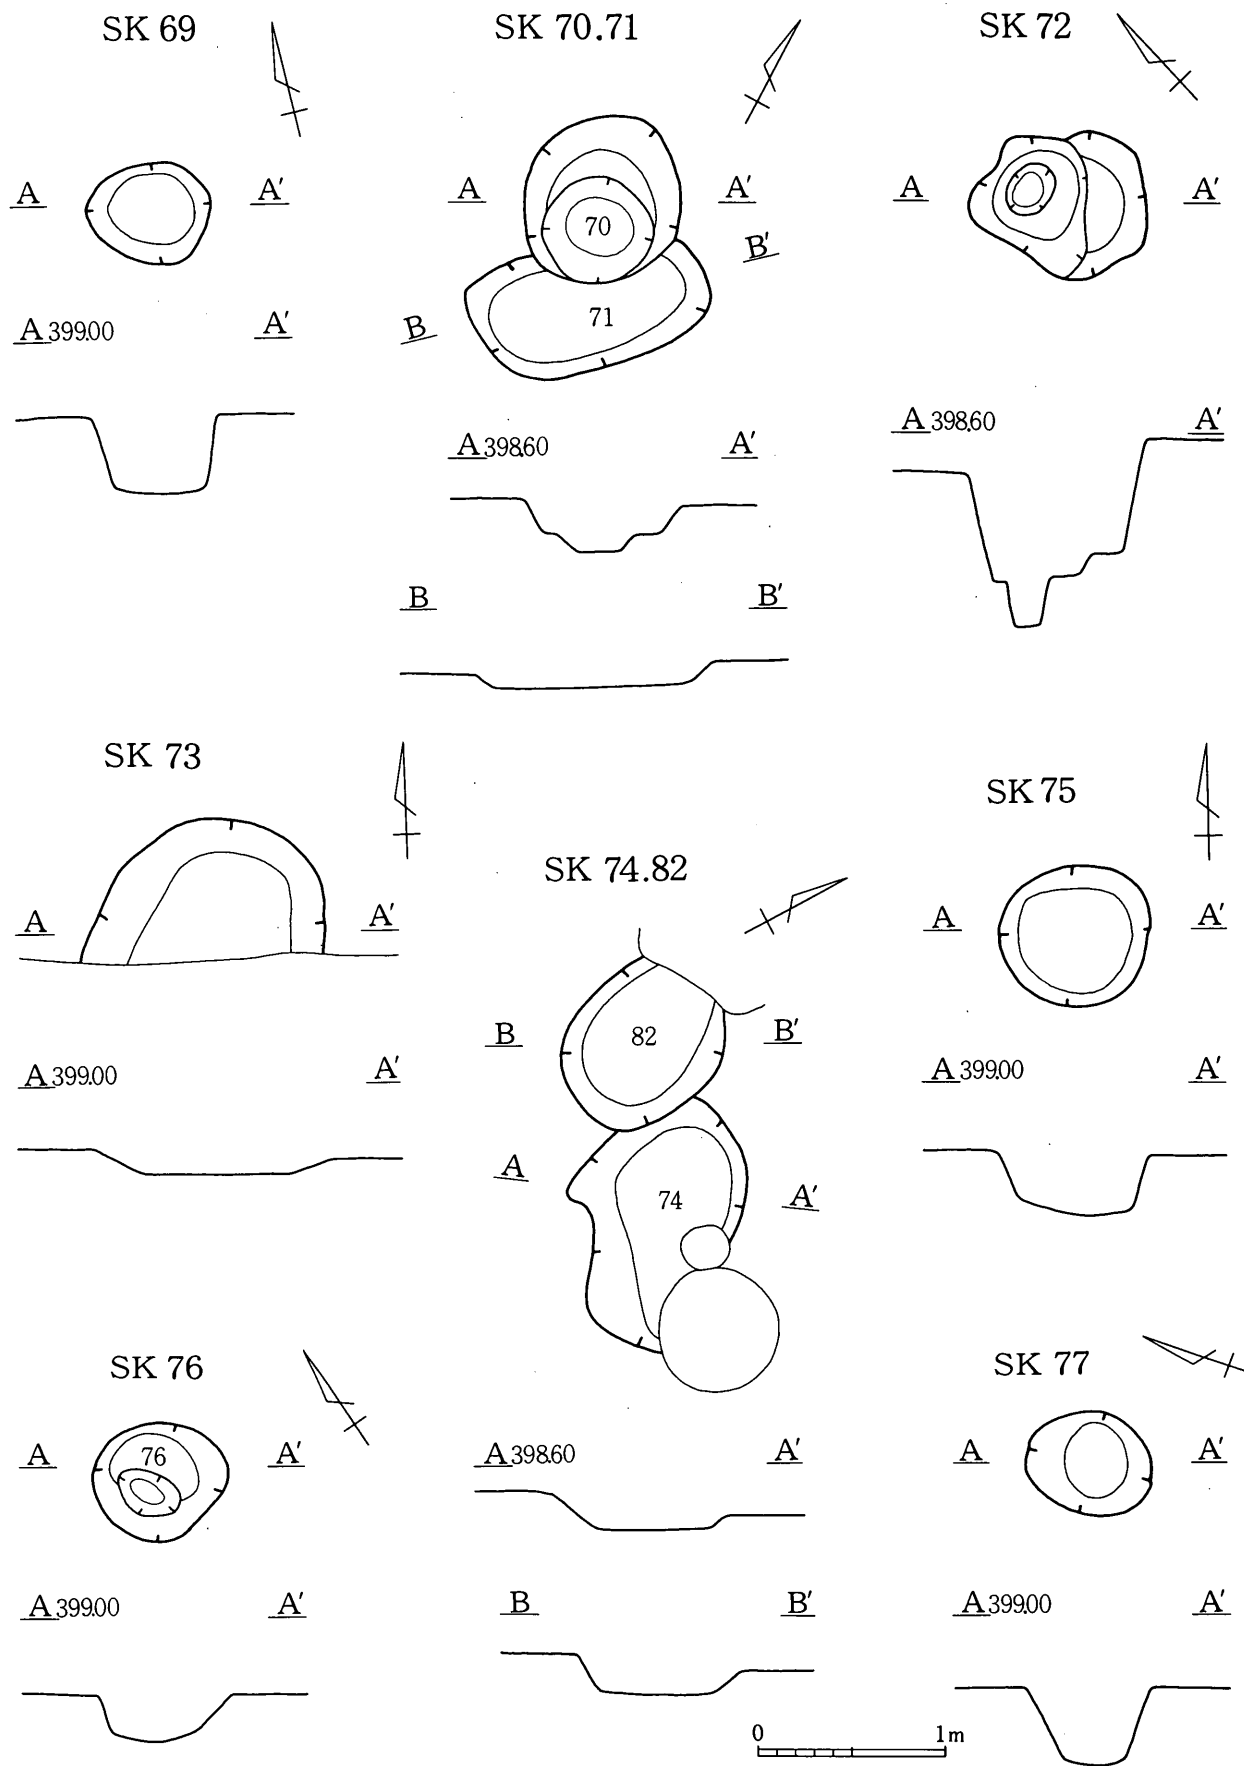 SK 69
A A′
A 399.00 A′
SK 70.71
A A′
70
B B′
71
A 398.60 A′
B B′
SK 72
A A′
A 398.60 A′
SK 73
A A′
A 399.00 A′
SK 74.82
B 82 B′
A 74 A′
A 398.60 A′
B B′
SK 75
A A′
A 399.00 A′
SK 76
A 76 A′
A 399.00 A′
SK 77
A A′
A 399.00 A′
0 1m